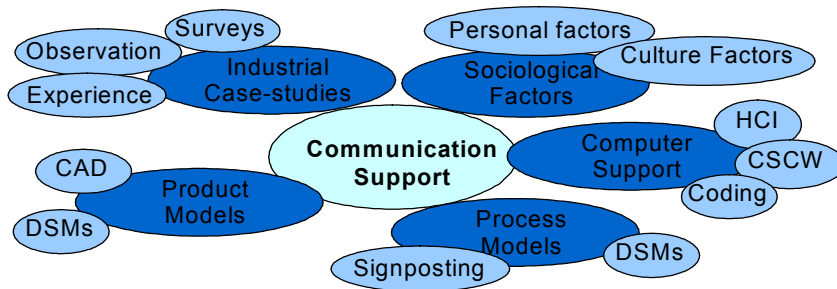 Surveys
Personal factors
Observation
Culture Factors
Industrial
Case-studies
Sociological
Factors
Experience
HCI
Communication
Support
Computer
Support
CSCW
CAD
Product
Models
Coding
DSMs
Process
Models
DSMs
Signposting